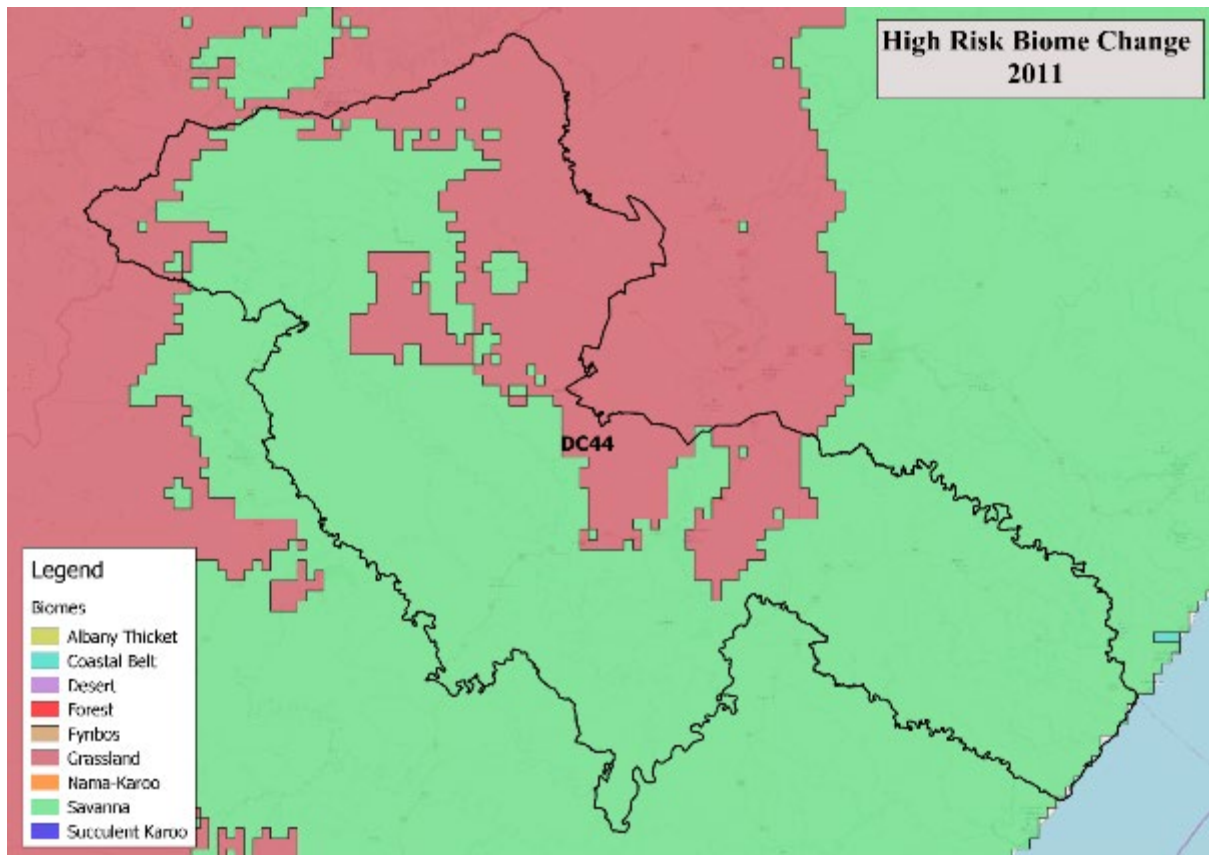 High Risk Biome Change
2011
DC44
Legend
Biomes
Albany Thicket
Coastal Belt
Desert
Forest
Fynbos
Grassland
Nama-Karoo
Savanna
Succulent Karoo